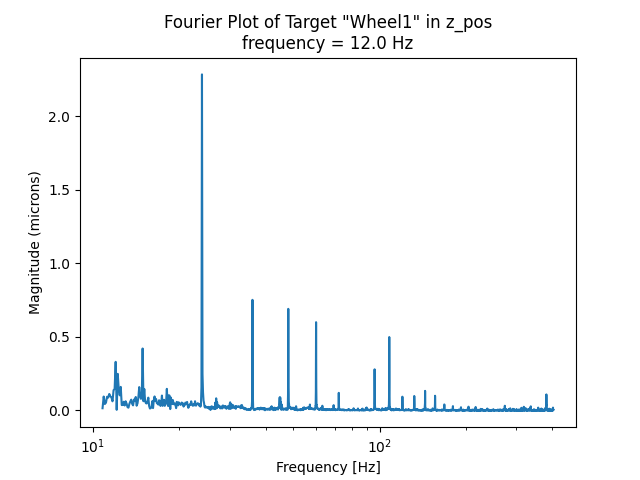 Fourier Plot of Target "Wheel1" in z_pos
frequency = 12.0 Hz
Magnitude (microns)
2.0
1.5
1.0
0.5
0.0
10¹
10²
Frequency [Hz]